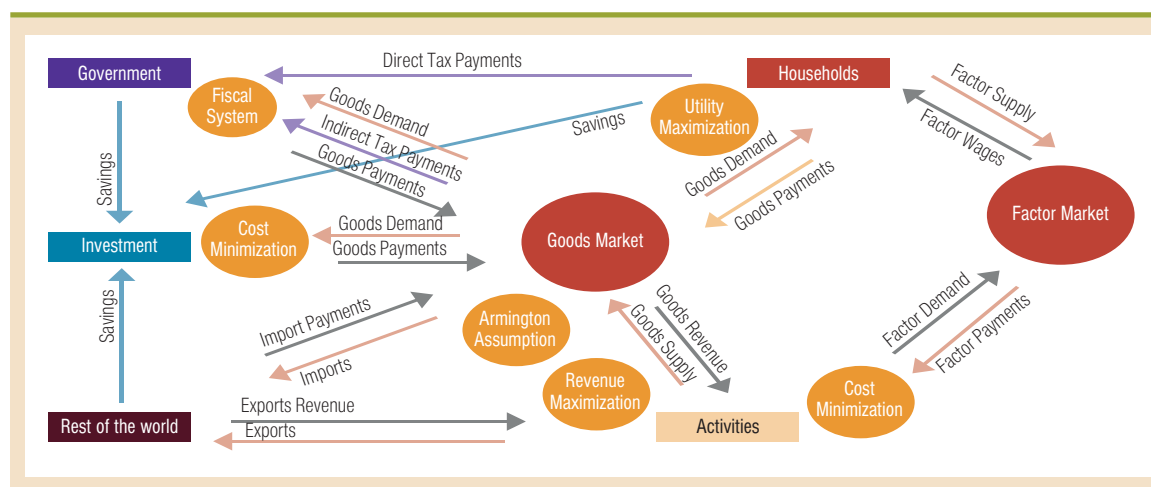 Government
Direct Tax Payments
Households
Fiscal
System
Goods Demand
Indirect Tax Payments
Goods Payments
Savings
Utility
Maximization
Factor Supply
Factor Wages
Goods Demand
Goods Payments
Savings
Investment
Cost
Minimization
Goods Demand
Goods Payments
Goods Market
Factor Market
Savings
Import Payments
Imports
Armington
Assumption
Goods Revenue
Goods Supply
Factor Demand
Factor Payments
Revenue
Maximization
Cost
Minimization
Rest of the world
Exports Revenue
Exports
Activities